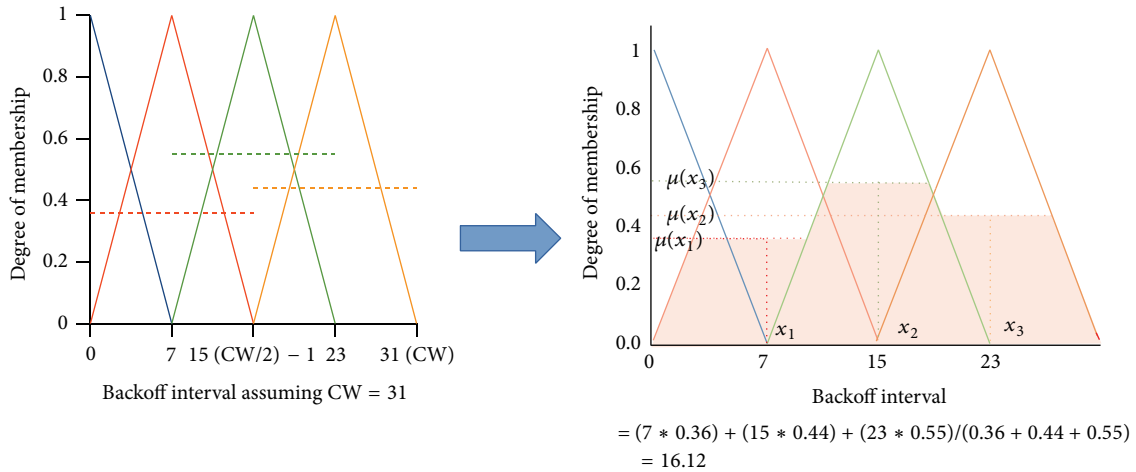 Degree of membership
1
0.8
0.6
0.4
0.2
0
0 7 15 (CW/2) − 1 23 31 (CW)
Backoff interval assuming CW = 31
Degree of membership
1
0.8
0.6
μ(x3)
μ(x2)
0.4
μ(x1)
0.2
0.0
x1 x2 x3
0 7 15 23
Backoff interval
= (7 * 0.36) + (15 * 0.44) + (23 * 0.55)/(0.36 + 0.44 + 0.55)
= 16.12